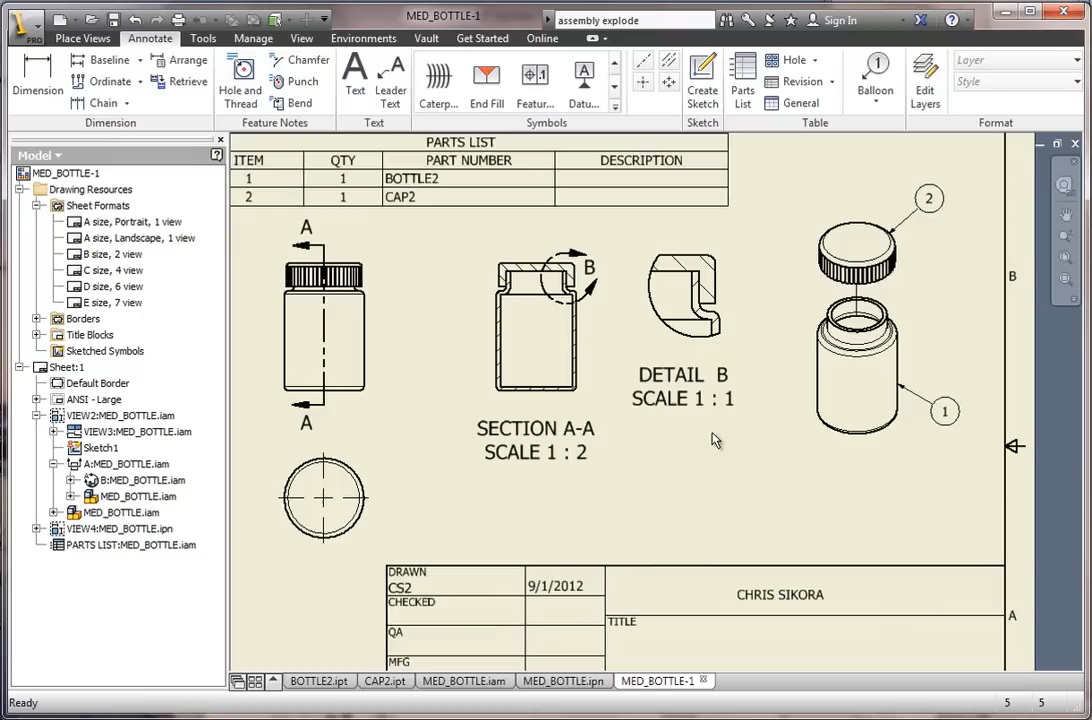 MED_BOTTLE-1
assembly explode
Sign In
PRO
Place Views
Annotate
Tools
Manage
View
Environments
Vault
Get Started
Online
Dimension
Baseline
Ordinate
Chain
Arrange
Retrieve
Dimension
Hole and Thread
Chamfer
Punch
Bend
Feature Notes
Text
Leader Text
Text
Caterp...
End Fill
Featur...
Datu...
Symbols
Create Sketch
Sketch
Parts List
Hole
Revision
General
Table
Balloon
Edit Layers
Layer
Style
Format
Model
MED_BOTTLE-1
Drawing Resources
Sheet Formats
A size, Portrait, 1 view
A size, Landscape, 1 view
B size, 2 view
C size, 4 view
D size, 6 view
E size, 7 view
Borders
Title Blocks
Sketched Symbols
Sheet:1
Default Border
ANSI - Large
VIEW2:MED_BOTTLE.iam
VIEW3:MED_BOTTLE.iam
Sketch1
A:MED_BOTTLE.iam
B:MED_BOTTLE.iam
MED_BOTTLE.iam
MED_BOTTLE.iam
VIEW4:MED_BOTTLE.ipn
PARTS LIST:MED_BOTTLE.iam
PARTS LIST
ITEM QTY PART NUMBER DESCRIPTION
1 1 BOTTLE2
2 1 CAP2
A
A
B
SECTION A-A
SCALE 1 : 2
DETAIL B
SCALE 1 : 1
2
1
B
A
DRAWN
CS2 9/1/2012
CHECKED
QA
MFG
CHRIS SIKORA
TITLE
BOTTLE2.ipt
CAP2.ipt
MED_BOTTLE.iam
MED_BOTTLE.ipn
MED_BOTTLE-1
Ready
5 5